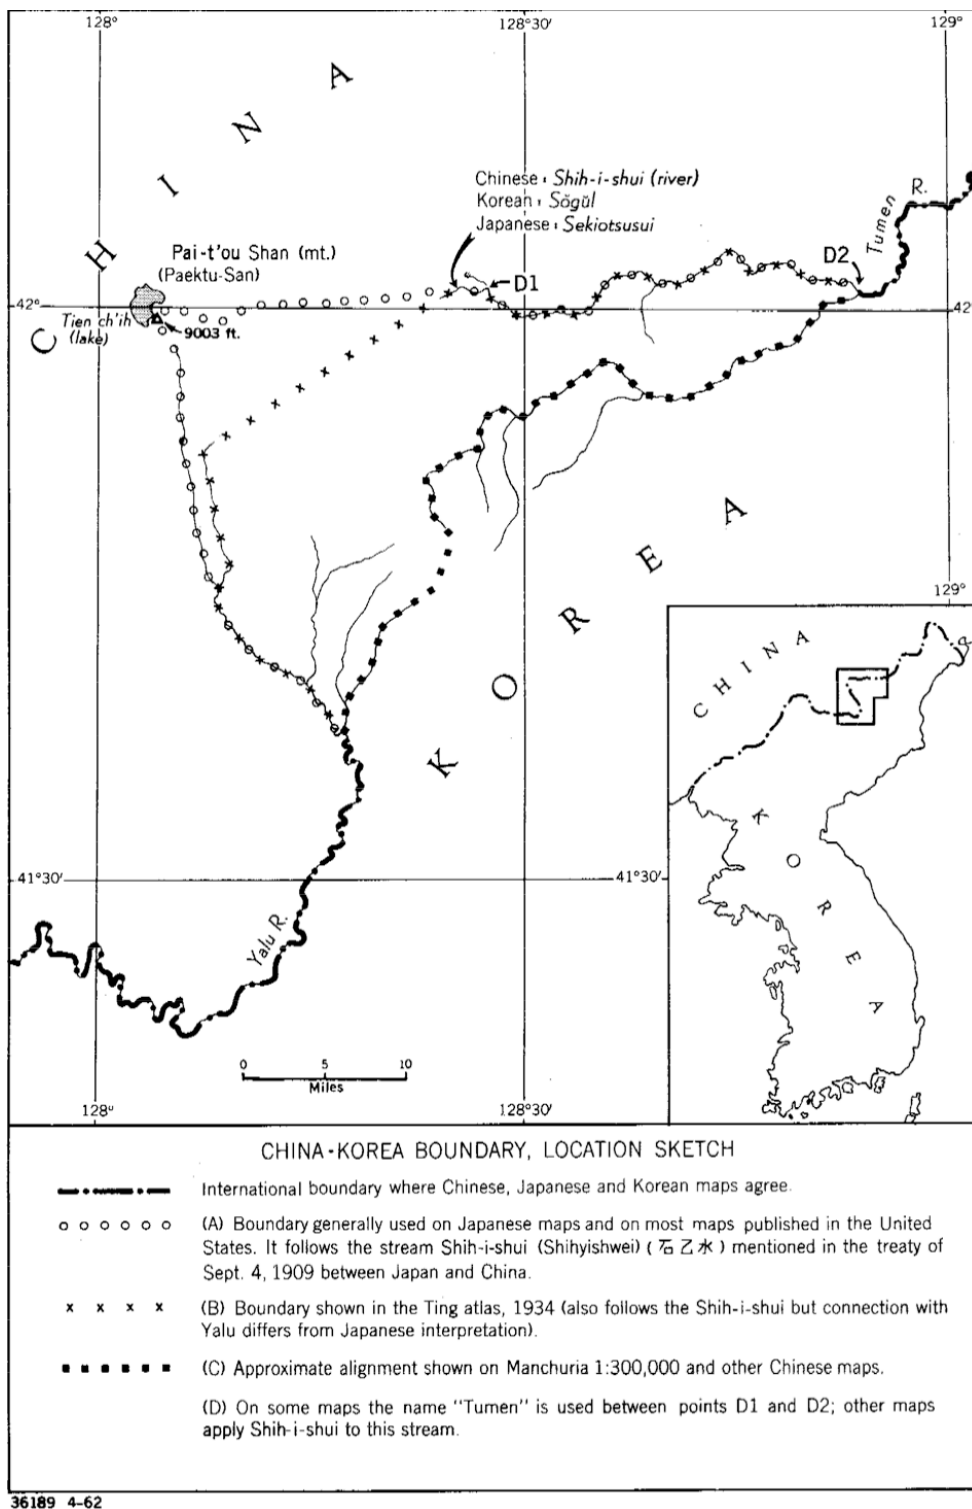 128°
128°30'
129°
CHINA
Chinese: Shih-i-shui (river)
Korean: Sŏgŭl
Japanese: Sekiotsusui
Tumen R.
Pai-t'ou Shan (mt.)
(Paektu-San)
D1
D2
42°
42°
Tien ch'ih
(lake)
9003 ft.
KOREA
129°
CHINA
KOREA
41°30'
41°30'
Yalu R.
0 5 10
Miles
128°
128°30'
CHINA-KOREA BOUNDARY, LOCATION SKETCH
International boundary where Chinese, Japanese and Korean maps agree.
(A) Boundary generally used on Japanese maps and on most maps published in the United
States. It follows the stream Shih-i-shui (Shihyishwei) (石乙水) mentioned in the treaty of
Sept. 4, 1909 between Japan and China.
(B) Boundary shown in the Ting atlas, 1934 (also follows the Shih-i-shui but connection with
Yalu differs from Japanese interpretation).
(C) Approximate alignment shown on Manchuria 1:300,000 and other Chinese maps.
(D) On some maps the name "Tumen" is used between points D1 and D2; other maps
apply Shih-i-shui to this stream.
36189 4-62